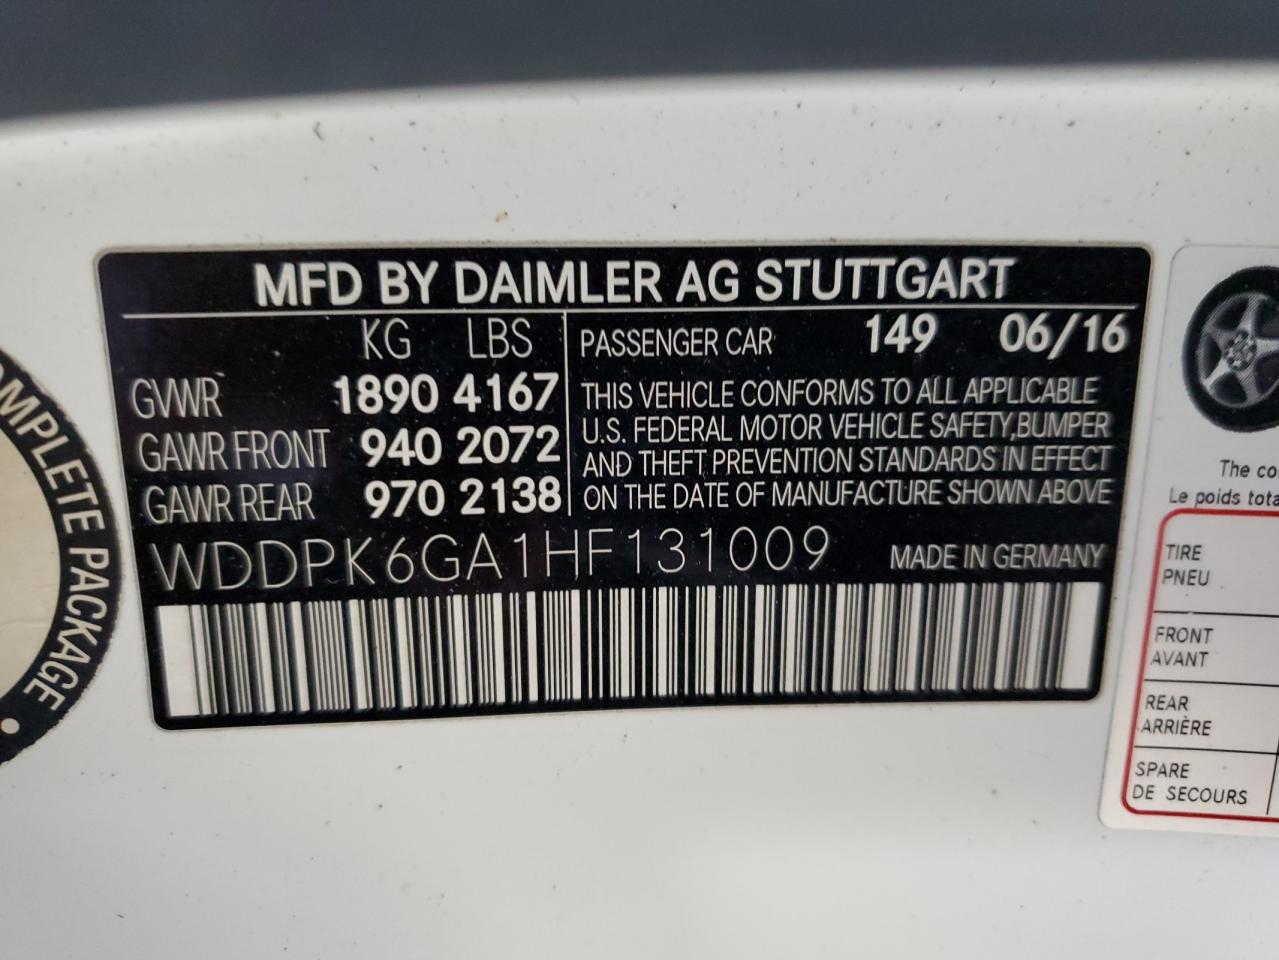 MFD BY DAIMLER AG STUTTGART
KG LBS
GVWR 1890 4167
GAWR FRONT 940 2072
GAWR REAR 970 2138
PASSENGER CAR 149 06/16
THIS VEHICLE CONFORMS TO ALL APPLICABLE
U.S. FEDERAL MOTOR VEHICLE SAFETY,BUMPER
AND THEFT PREVENTION STANDARDS IN EFFECT
ON THE DATE OF MANUFACTURE SHOWN ABOVE
WDDPK6GA1HF131009 MADE IN GERMANY
COMPLETE PACKAGE •
The co
Le poids tota
TIRE
PNEU
FRONT
AVANT
REAR
ARRIÈRE
SPARE
DE SECOURS